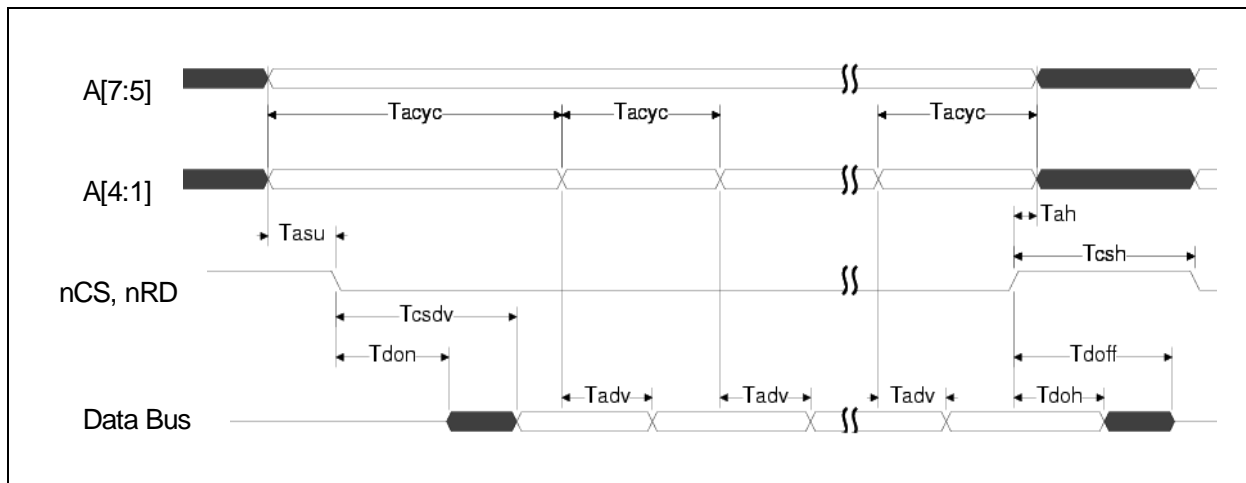 A[7:5]
Tacyc Tacyc Tacyc
A[4:1]
Tasu Tah
Tcsh
nCS, nRD
Tcsdv
Tdon Tdoff
Tadv Tadv Tadv Tdoh
Data Bus